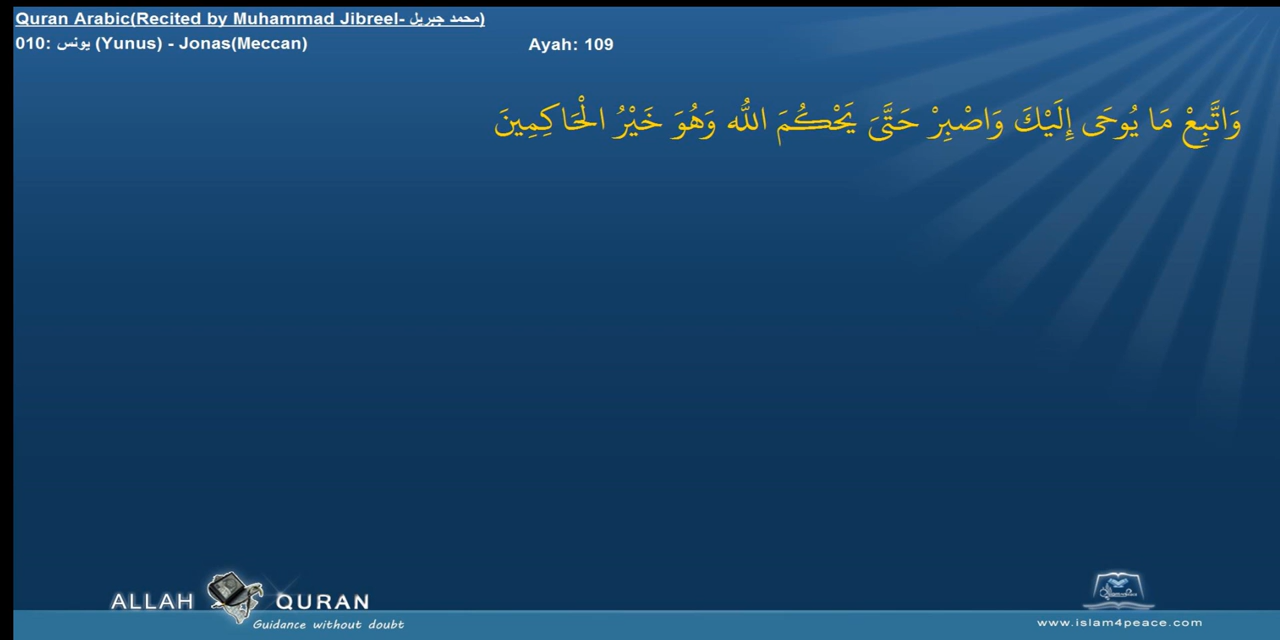 Quran Arabic(Recited by Muhammad Jibreel- محمد جبريل)
010: يونس (Yunus) - Jonas(Meccan) Ayah: 109
وَاتَّبِعْ مَا يُوحَى إِلَيْكَ وَاصْبِرْ حَتَّىَ يَحْكُمَ اللّهُ وَهُوَ خَيْرُ الْحَاكِمِينَ
ALLAH QURAN
Guidance without doubt
www.islam4peace.com